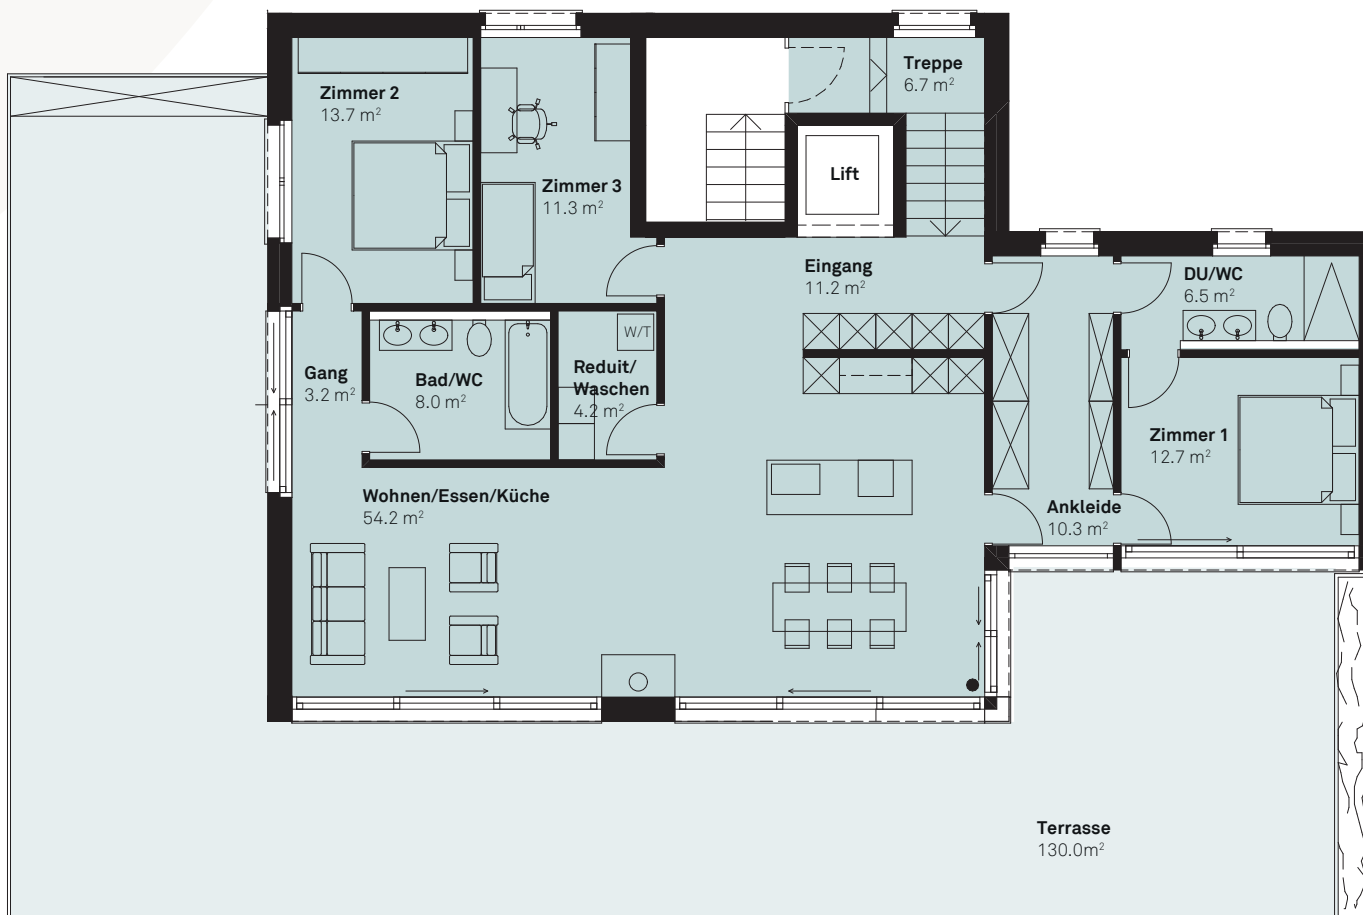 Zimmer 2
13.7 m²
Treppe
6.7 m²
Lift
Zimmer 3
11.3 m²
Eingang
11.2 m²
DU/WC
6.5 m²
W/T
Gang
3.2 m²
Bad/WC
8.0 m²
Reduit/
Waschen
4.2 m²
Zimmer 1
12.7 m²
Wohnen/Essen/Küche
54.2 m²
Ankleide
10.3 m²
Terrasse
130.0m²